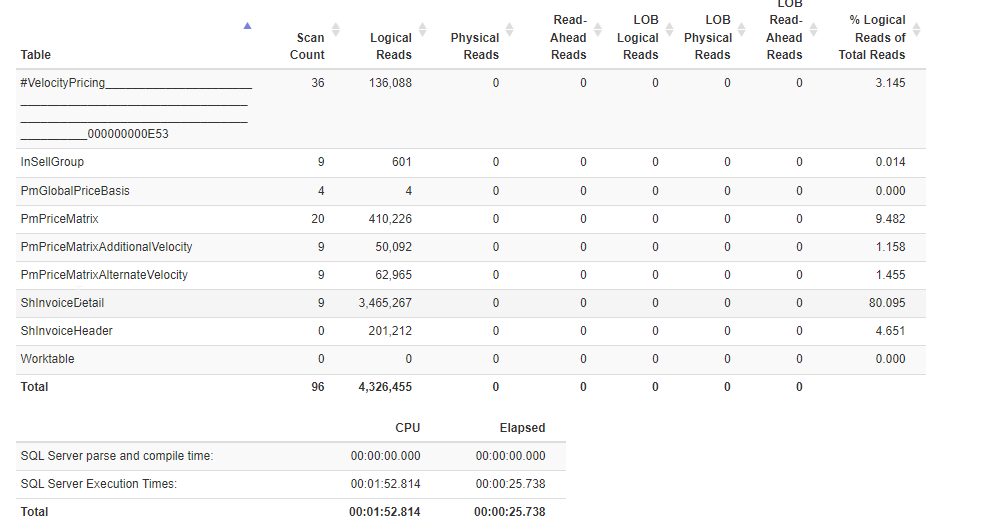 Table Scan Count Logical Reads Physical Reads Read-Ahead Reads LOB Logical Reads LOB Physical Reads LOB Read-Ahead Reads % Logical Reads of Total Reads
#VelocityPricing______________________
__________________________________
__________________________________
__________000000000E53 36 136,088 0 0 0 0 0 3.145
InSellGroup 9 601 0 0 0 0 0 0.014
PmGlobalPriceBasis 4 4 0 0 0 0 0 0.000
PmPriceMatrix 20 410,226 0 0 0 0 0 9.482
PmPriceMatrixAdditionalVelocity 9 50,092 0 0 0 0 0 1.158
PmPriceMatrixAlternateVelocity 9 62,965 0 0 0 0 0 1.455
ShInvoiceDetail 9 3,465,267 0 0 0 0 0 80.095
ShInvoiceHeader 0 201,212 0 0 0 0 0 4.651
Worktable 0 0 0 0 0 0 0 0.000
Total 96 4,326,455 0 0 0 0 0
CPU Elapsed
SQL Server parse and compile time: 00:00:00.000 00:00:00.000
SQL Server Execution Times: 00:01:52.814 00:00:25.738
Total 00:01:52.814 00:00:25.738